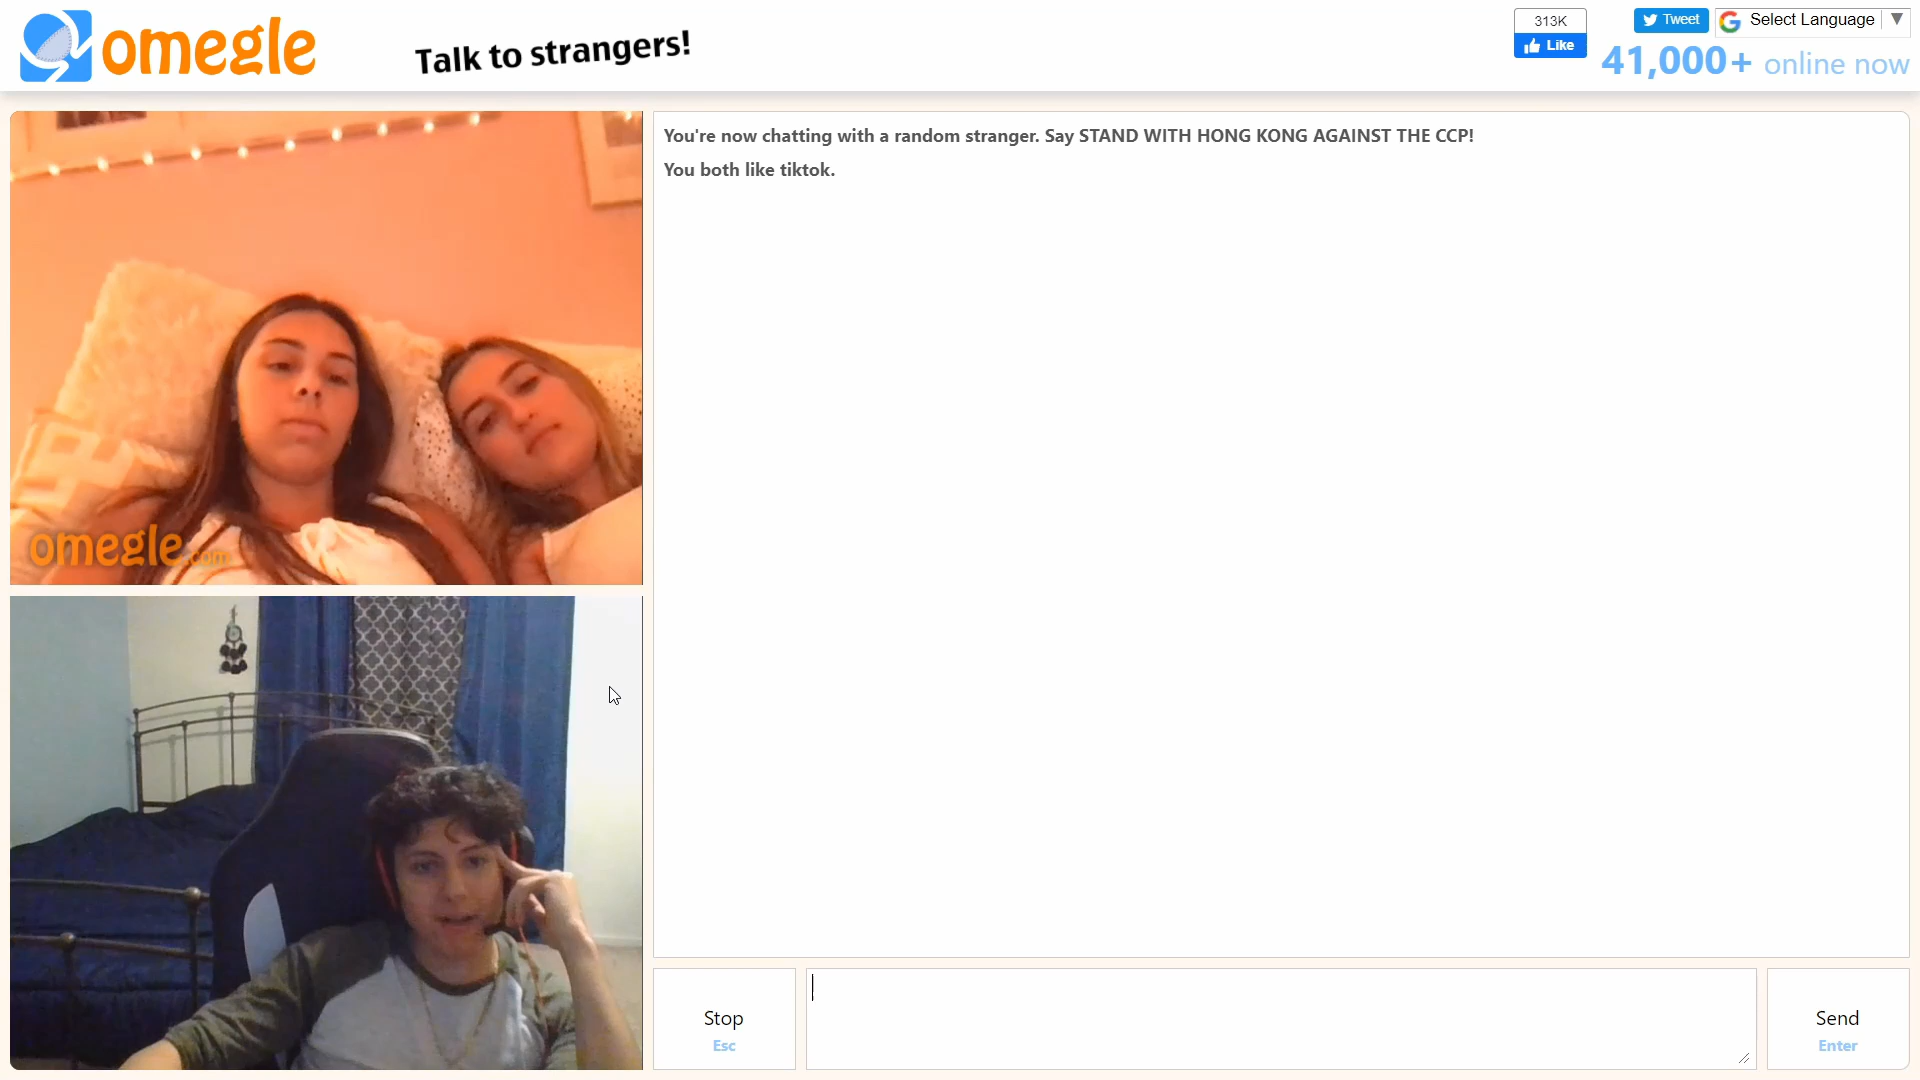 omegle
Talk to strangers!
313K
Like
Tweet
Select Language
41,000+ online now
You're now chatting with a random stranger. Say STAND WITH HONG KONG AGAINST THE CCP!
You both like tiktok.
omegle.com
Stop
Esc
Send
Enter